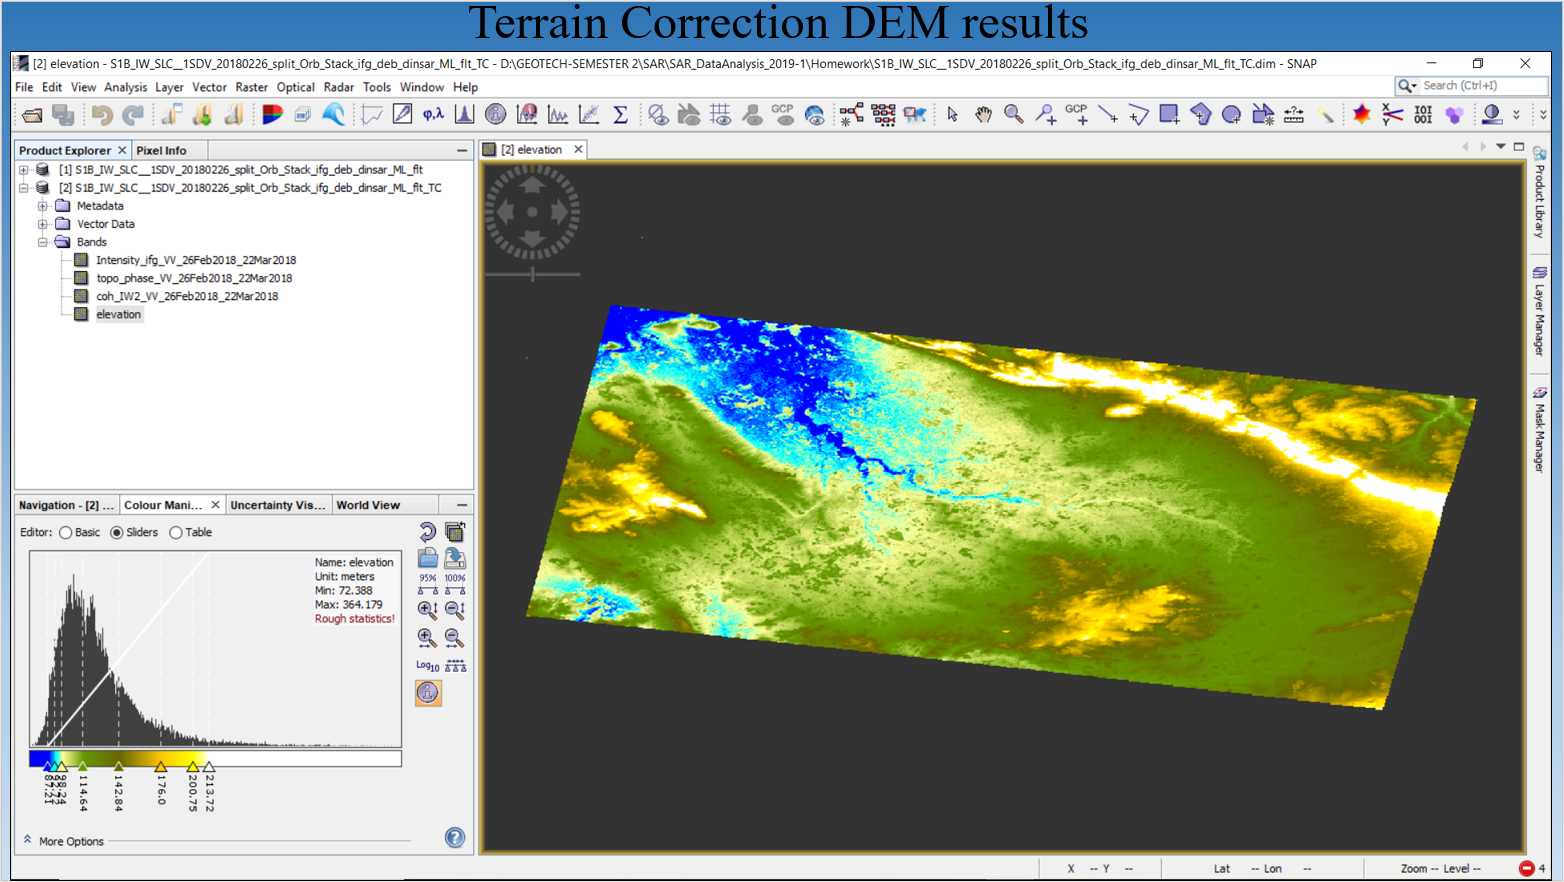 Terrain Correction DEM results
[2] elevation - S1B_IW_SLC__1SDV_20180226_split_Orb_Stack_ifg_deb_dinsar_ML_flt_TC - D:\GEOTECH-SEMESTER 2\SAR\SAR_DataAnalysis_2019-1\Homework\S1B_IW_SLC__1SDV_20180226_split_Orb_Stack_ifg_deb_dinsar_ML_flt_TC.dim - SNAP
File Edit View Analysis Layer Vector Raster Optical Radar Tools Window Help
Search (Ctrl+I)
φ,λ Σ GCP GCP
Product Explorer Pixel Info
[2] elevation
[1] S1B_IW_SLC__1SDV_20180226_split_Orb_Stack_ifg_deb_dinsar_ML_flt
[2] S1B_IW_SLC__1SDV_20180226_split_Orb_Stack_ifg_deb_dinsar_ML_flt_TC
Metadata
Vector Data
Bands
Intensity_ifg_VV_26Feb2018_22Mar2018
topo_phase_VV_26Feb2018_22Mar2018
coh_IW2_VV_26Feb2018_22Mar2018
elevation
Product Library
Layer Manager
Mask Manager
Navigation - [2] ... Colour Mani... Uncertainty Vis... World View
Editor: Basic Sliders Table
Name: elevation
Unit: meters
Min: 72.388
Max: 364.179
Rough statistics!
95% 100%
Log10
87.21
98.24
114.64
142.84
176.0
200.75
213.72
More Options
X -- Y -- Lat -- Lon -- Zoom -- Level -- 4